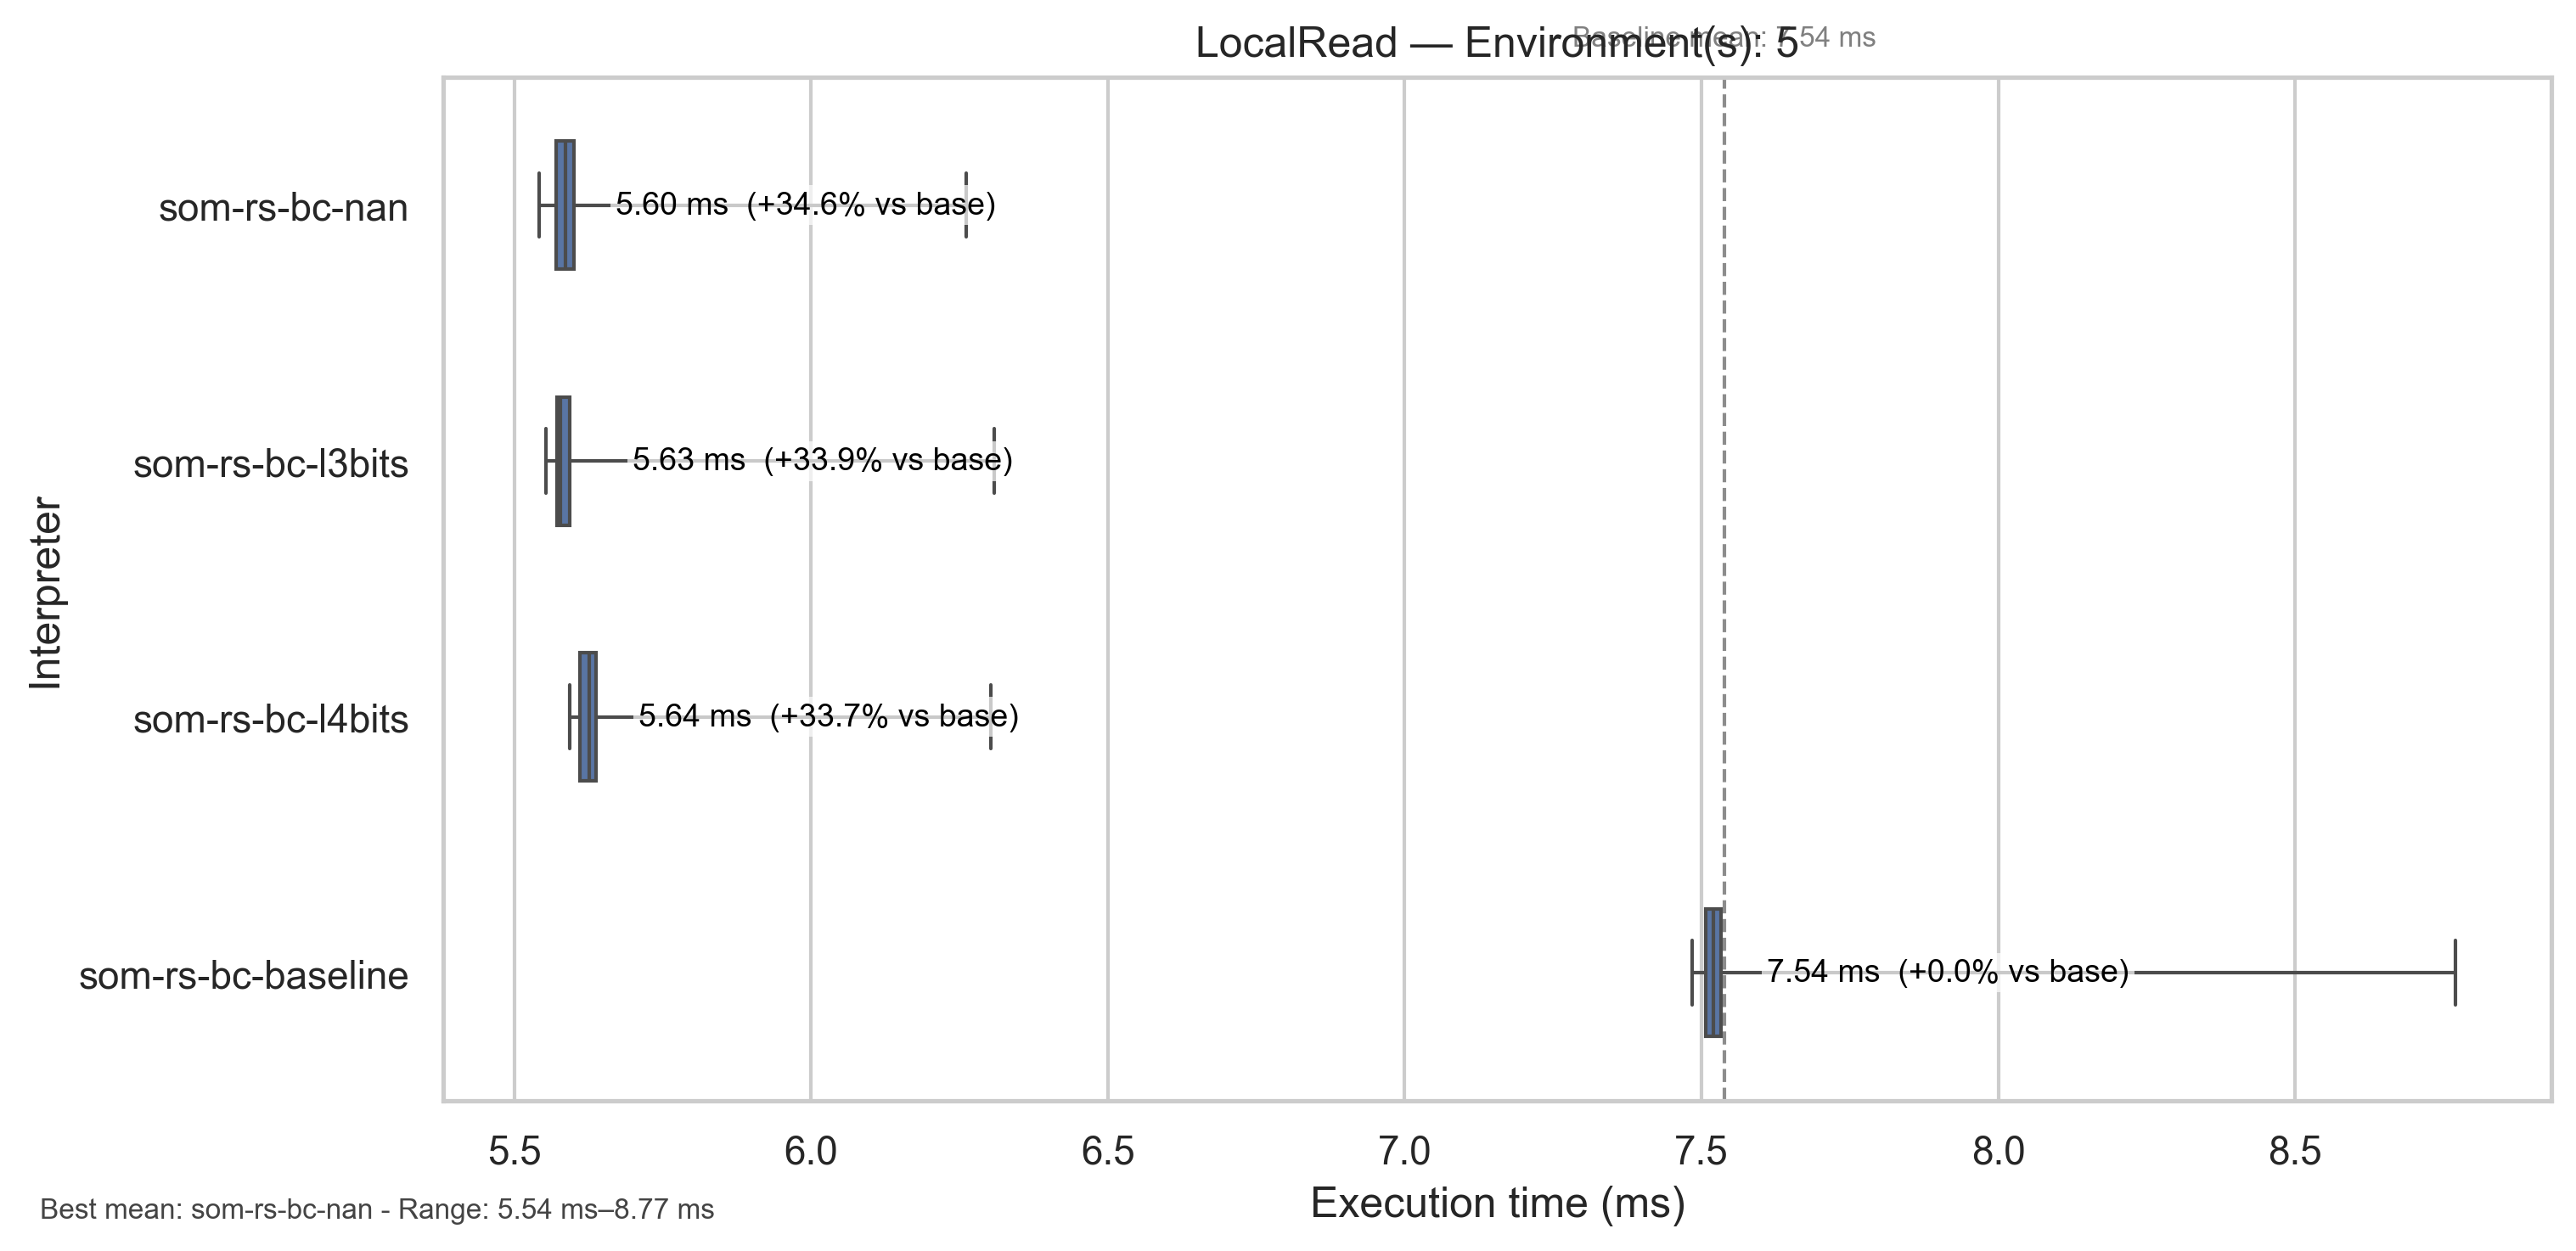 LocalRead — Environment(s): 5
Baseline mean: 7.54 ms
som-rs-bc-nan
5.60 ms (+34.6% vs base)
som-rs-bc-l3bits
5.63 ms (+33.9% vs base)
som-rs-bc-l4bits
5.64 ms (+33.7% vs base)
som-rs-bc-baseline
7.54 ms (+0.0% vs base)
Interpreter
5.5 6.0 6.5 7.0 7.5 8.0 8.5
Execution time (ms)
Best mean: som-rs-bc-nan - Range: 5.54 ms–8.77 ms